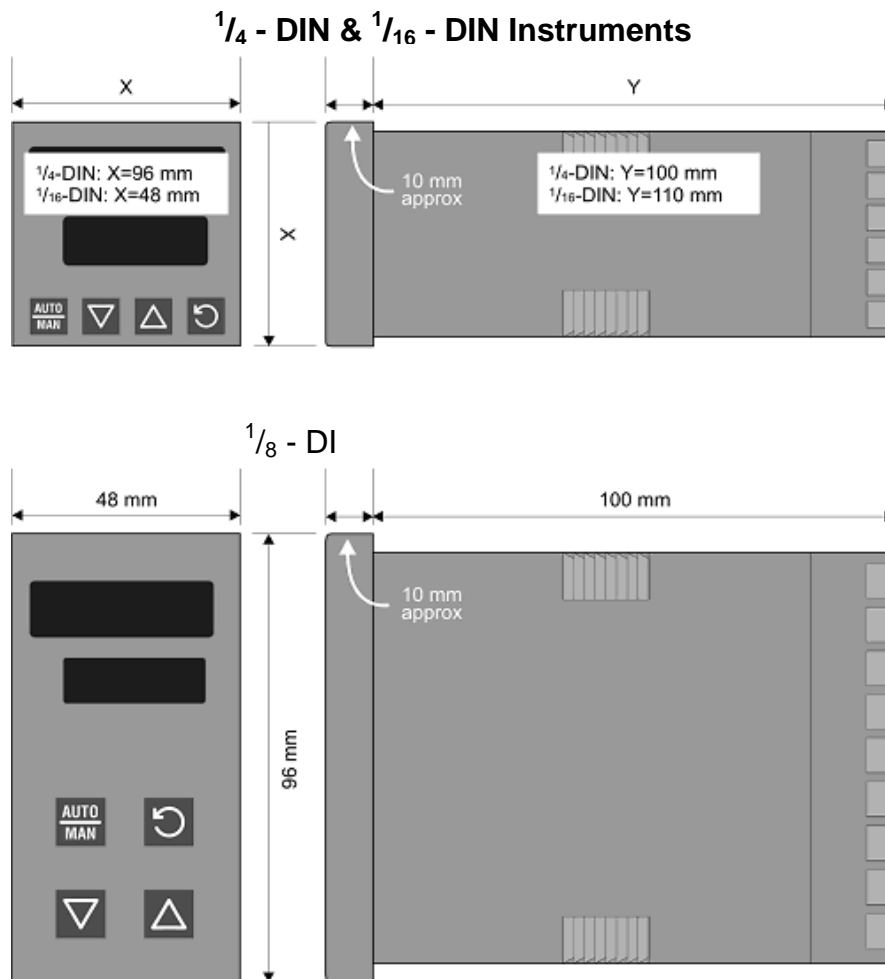 1/4 - DIN & 1/16 - DIN Instruments
X
Y
1/4-DIN: X=96 mm
1/16-DIN: X=48 mm
10 mm
approx
1/4-DIN: Y=100 mm
1/16-DIN: Y=110 mm
X
AUTO
MAN
1/8 - DI
48 mm
100 mm
10 mm
approx
96 mm
AUTO
MAN